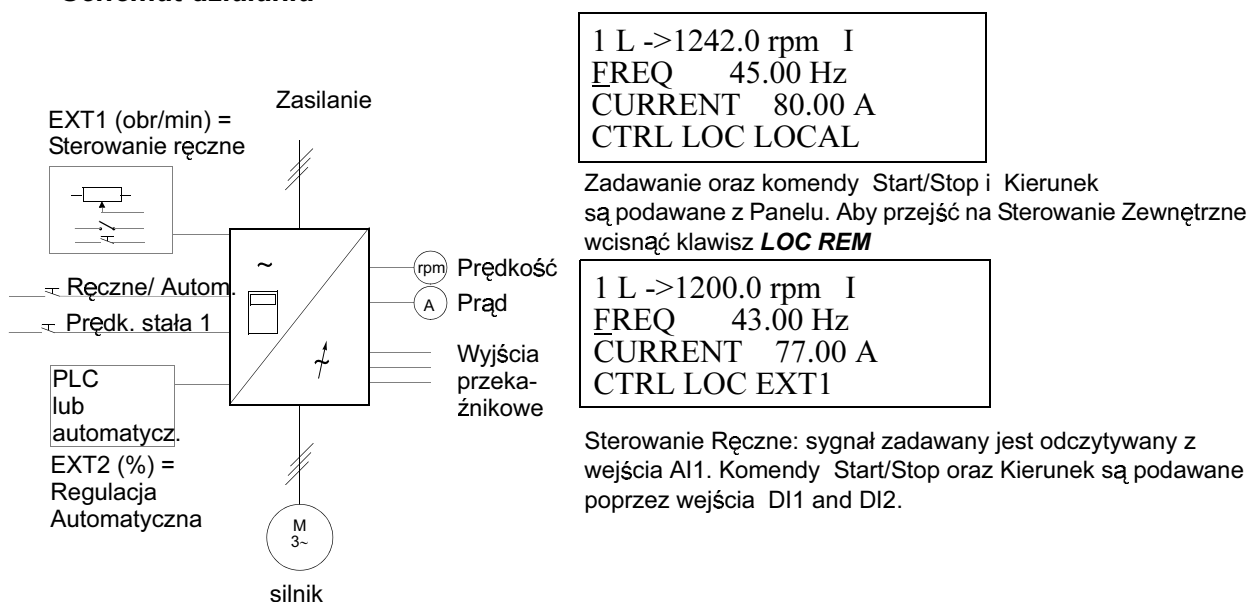 Zasilanie
EXT1 (obr/min) =
Sterowanie ręczne
~
Ręczne/ Autom.
Prędk. stała 1
rpm Prędkość
A Prąd
Wyjścia
przeka-
źnikowe
PLC
lub
automatycz.
EXT2 (%) =
Regulacja
Automatyczna
M
3~
silnik
1 L ->1242.0 rpm I
FREQ 45.00 Hz
CURRENT 80.00 A
CTRL LOC LOCAL
Zadawanie oraz komendy Start/Stop i Kierunek
są podawane z Panelu. Aby przejść na Sterowanie Zewnętrzne
wcisnąć klawisz LOC REM
1 L ->1200.0 rpm I
FREQ 43.00 Hz
CURRENT 77.00 A
CTRL LOC EXT1
Sterowanie Ręczne: sygnał zadawany jest odczytywany z
wejścia AI1. Komendy Start/Stop oraz Kierunek są podawane
poprzez wejścia DI1 and DI2.